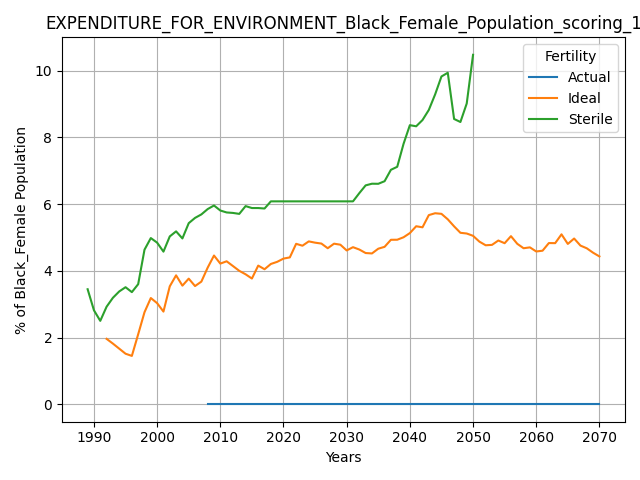 EXPENDITURE_FOR_ENVIRONMENT_Black_Female_Population_scoring_1
Fertility
Actual
Ideal
Sterile
% of Black_Female Population
10
8
6
4
2
0
1990 2000 2010 2020 2030 2040 2050 2060 2070
Years